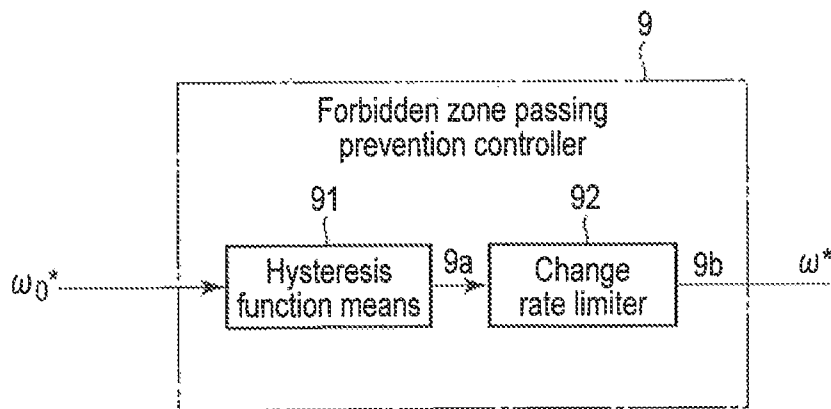 9
Forbidden zone passing
prevention controller
91
92
ω0*
Hysteresis
function means
9a
Change
rate limiter
9b
ω*